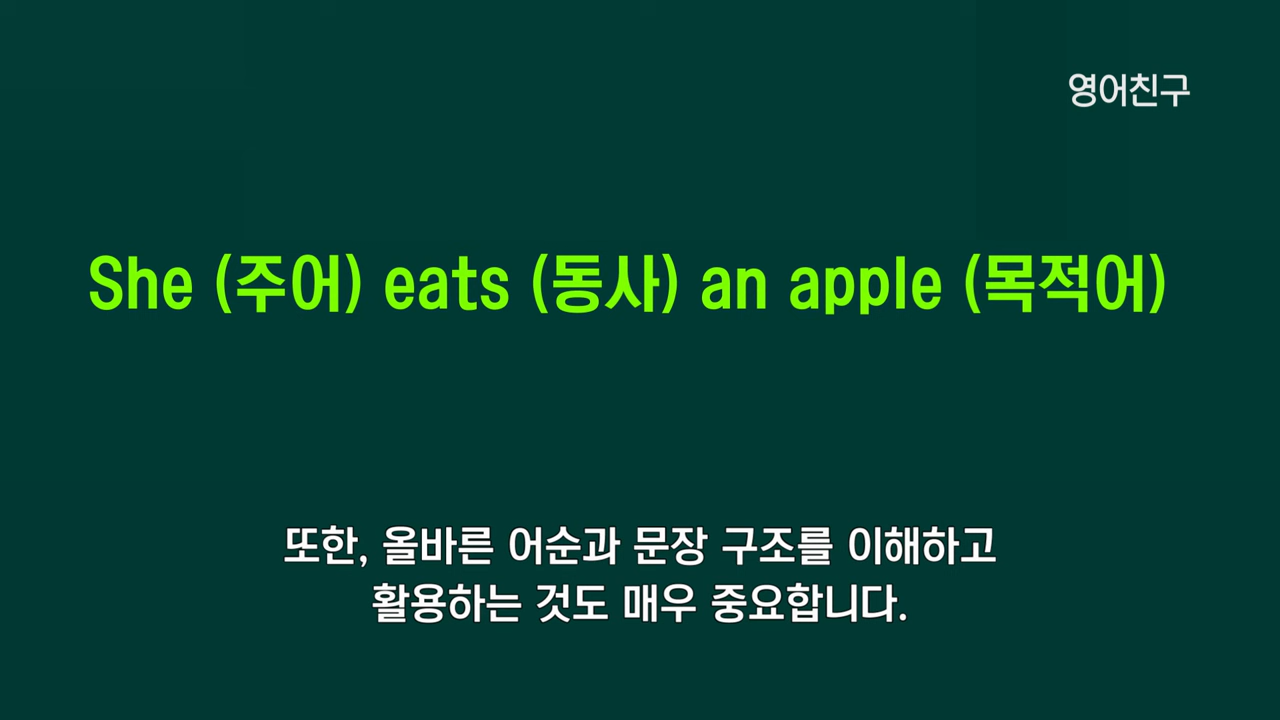 영어친구
She (주어) eats (동사) an apple (목적어)
또한, 올바른 어순과 문장 구조를 이해하고
활용하는 것도 매우 중요합니다.